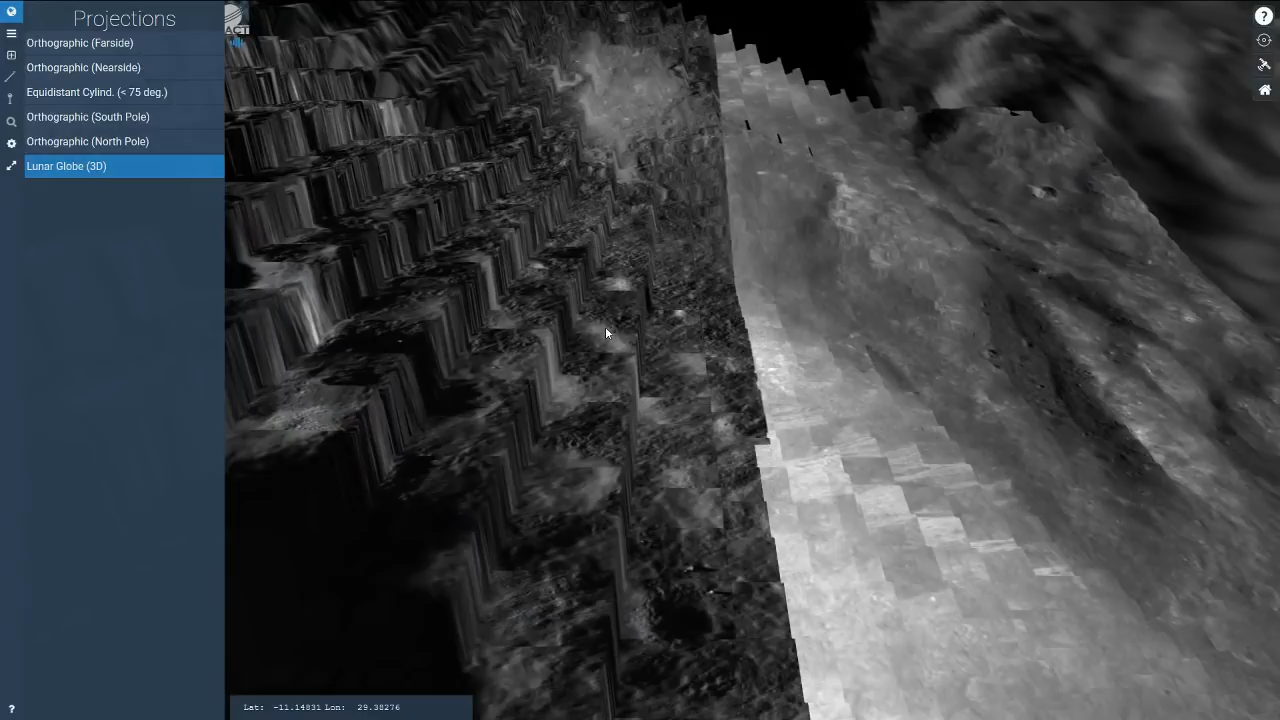 Projections
Orthographic (Farside)
Orthographic (Nearside)
Equidistant Cylind. (< 75 deg.)
Orthographic (South Pole)
Orthographic (North Pole)
Lunar Globe (3D)
ACT
?
?
Lat: -11.14831 Lon: 29.38276